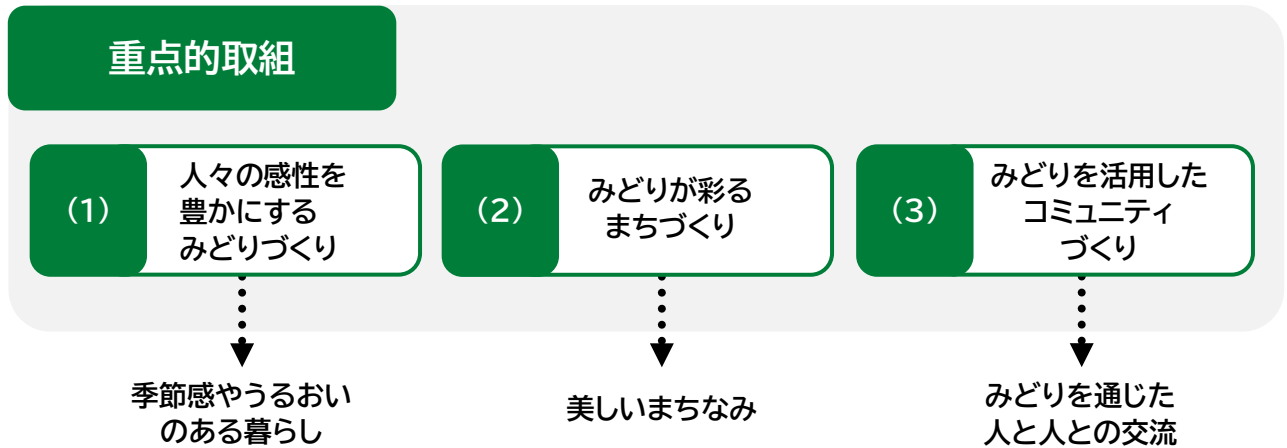 重点的取組
(1)
人々の感性を
豊かにする
みどりづくり
(2)
みどりが彩る
まちづくり
(3)
みどりを活用した
コミュニティ
づくり
季節感やうるおい
のある暮らし
美しいまちなみ
みどりを通じた
人と人との交流